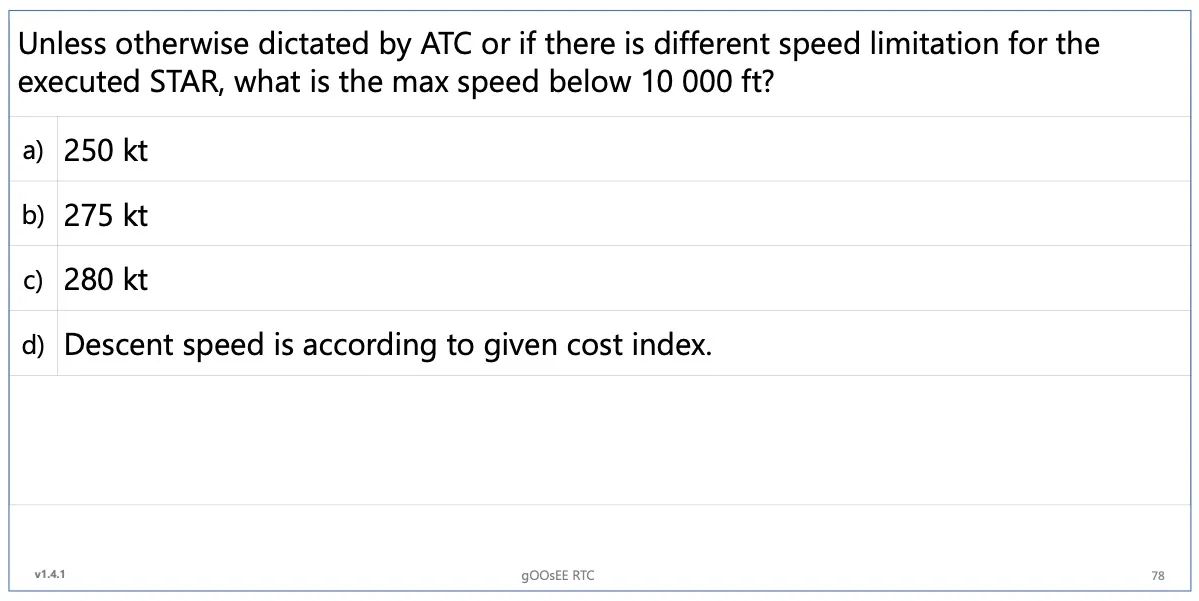 Unless otherwise dictated by ATC or if there is different speed limitation for the
executed STAR, what is the max speed below 10 000 ft?
a) 250 kt
b) 275 kt
c) 280 kt
d) Descent speed is according to given cost index.
v1.4.1 gOOsEE RTC 78